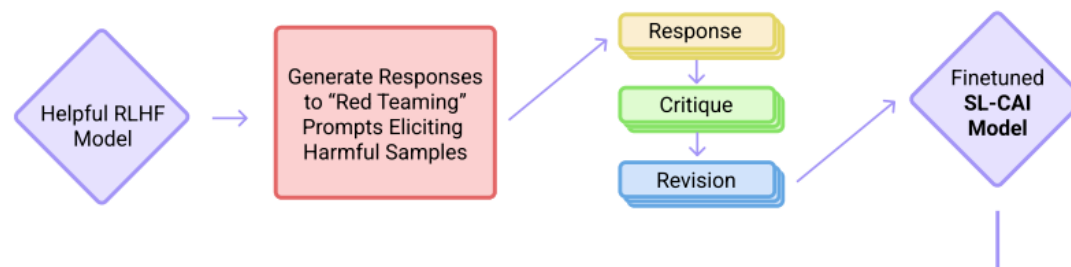 Helpful RLHF
Model
Generate Responses
to “Red Teaming”
Prompts Eliciting
Harmful Samples
Response
Critique
Revision
Finetuned
SL-CAI
Model